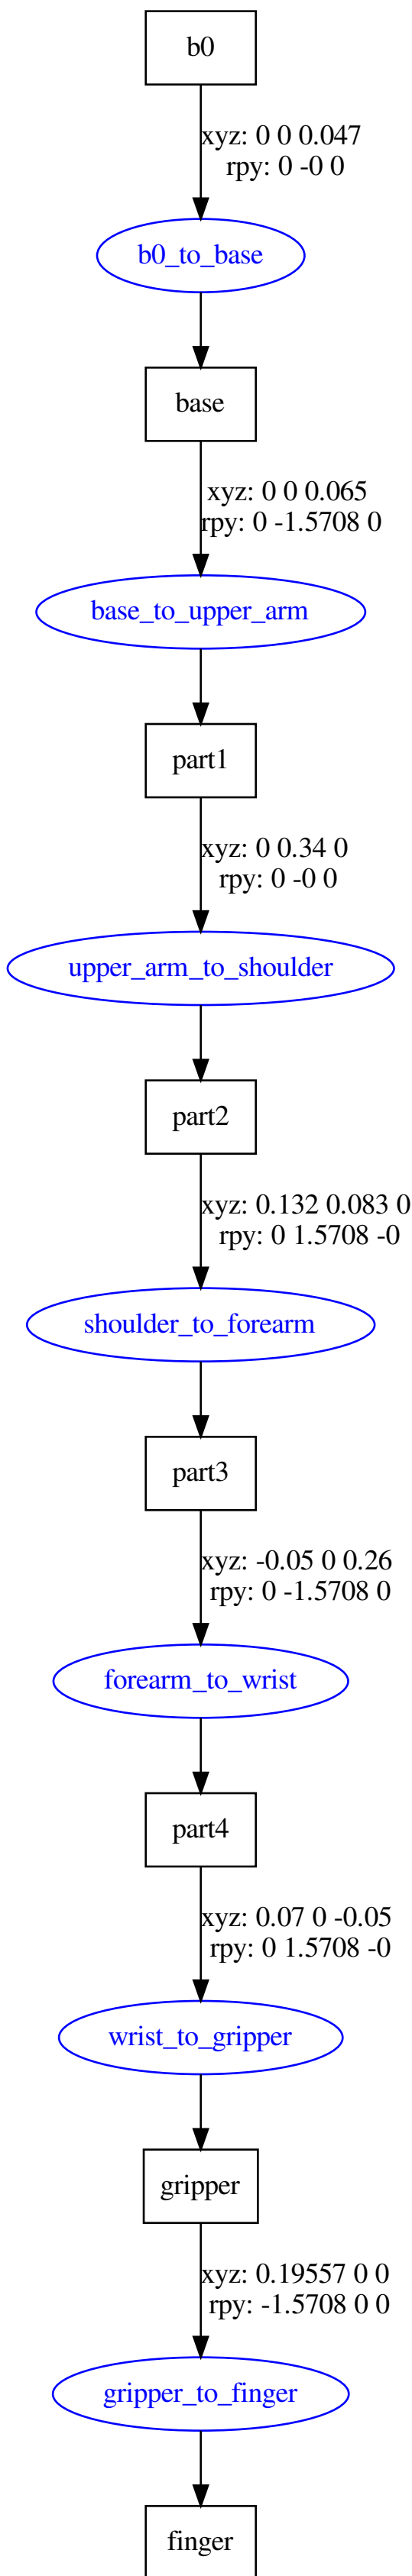 b0
xyz: 0 0 0.047
rpy: 0 -0 0
b0_to_base
base
xyz: 0 0 0.065
rpy: 0 -1.5708 0
base_to_upper_arm
part1
xyz: 0 0.34 0
rpy: 0 -0 0
upper_arm_to_shoulder
part2
xyz: 0.132 0.083 0
rpy: 0 1.5708 -0
shoulder_to_forearm
part3
xyz: -0.05 0 0.26
rpy: 0 -1.5708 0
forearm_to_wrist
part4
xyz: 0.07 0 -0.05
rpy: 0 1.5708 -0
wrist_to_gripper
gripper
xyz: 0.19557 0 0
rpy: -1.5708 0 0
gripper_to_finger
finger